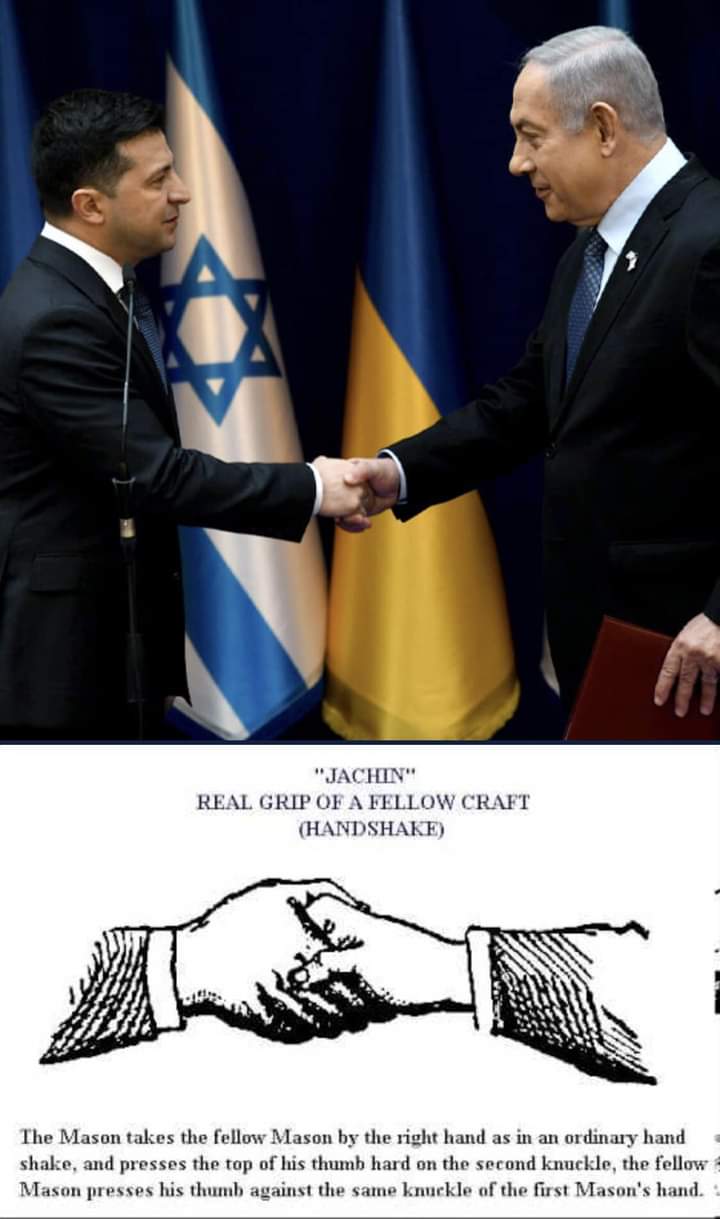 "JACHIN"
REAL GRIP OF A FELLOW CRAFT
(HANDSHAKE)
The Mason takes the fellow Mason by the right hand as in an ordinary hand
shake, and presses the top of his thumb hard on the second knuckle, the fellow
Mason presses his thumb against the same knuckle of the first Mason's hand.